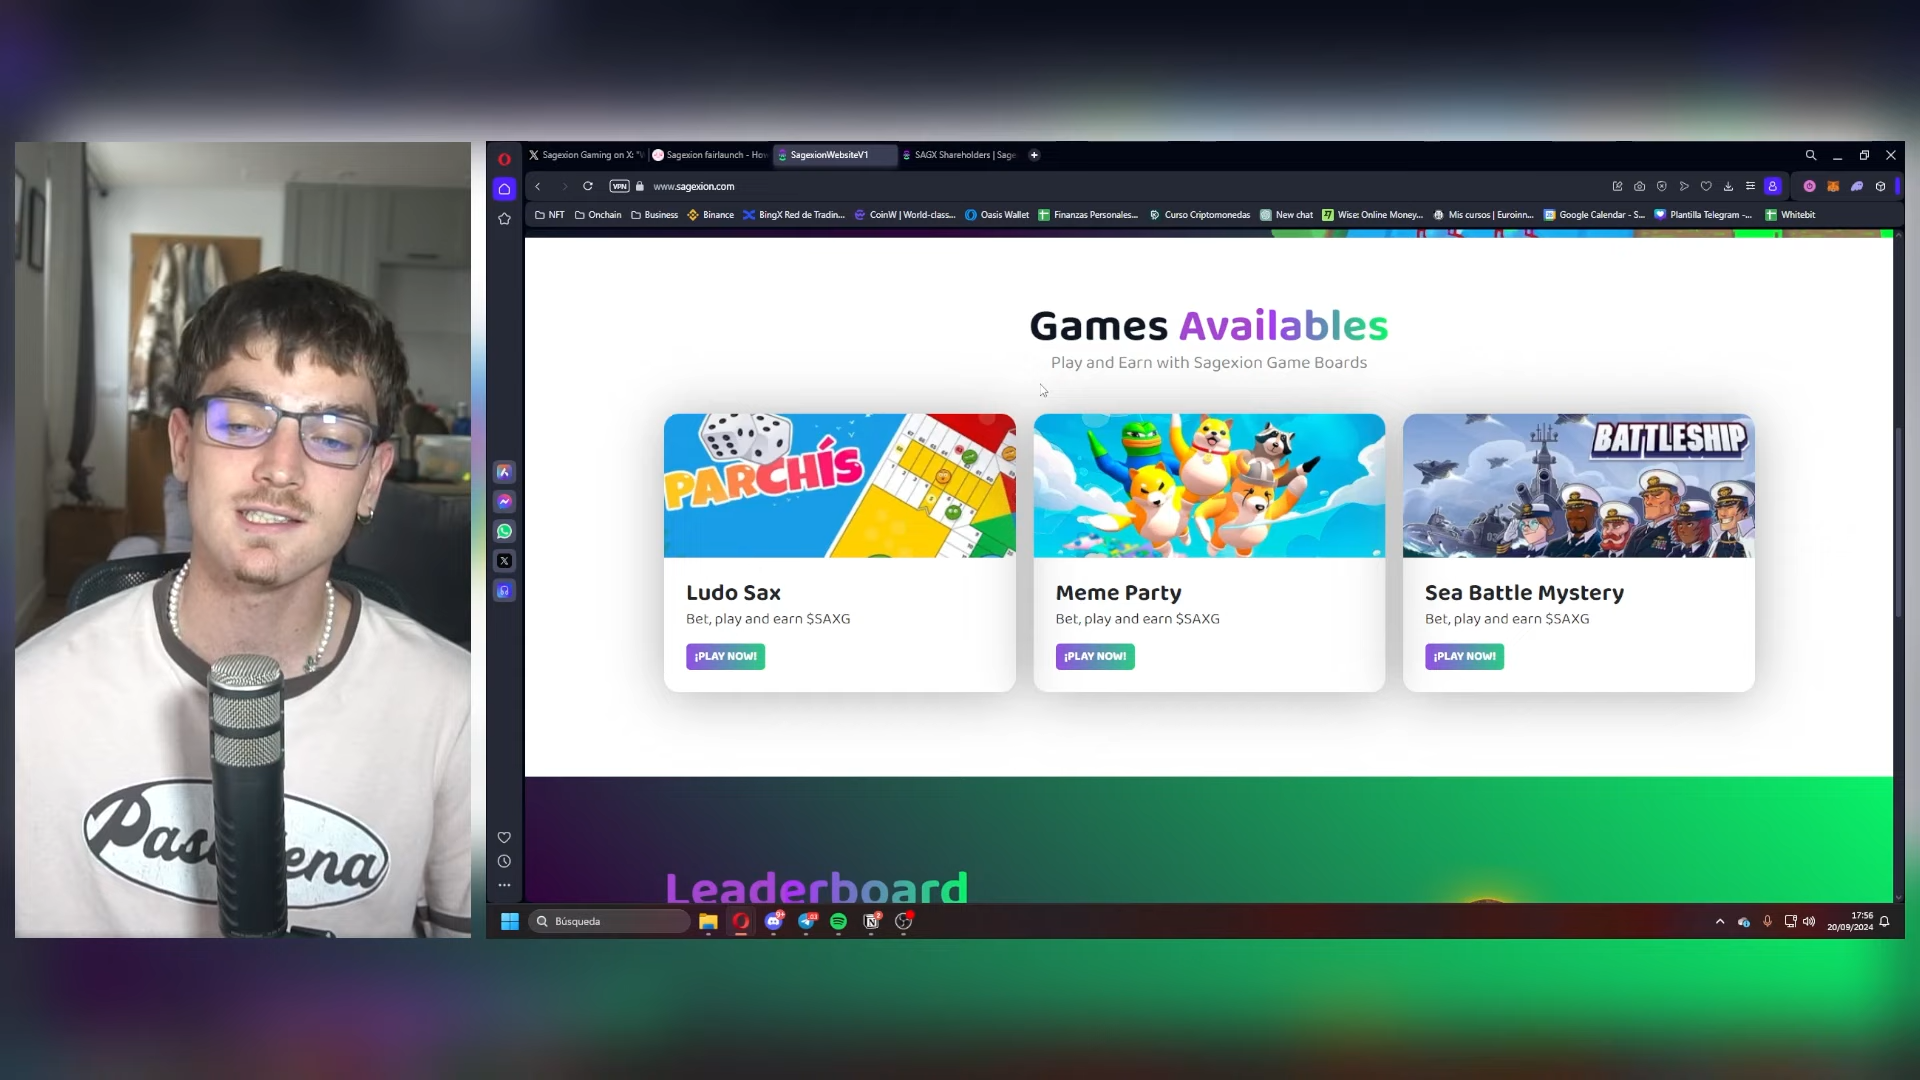 Sagexion Gaming on X: "V
Sagexion fairlaunch - How
SagexionWebsiteV1
SAGX Shareholders | Sage
VPN
www.sagexion.com
NFT
Onchain
Business
Binance
BingX Red de Tradin...
CoinW | World-class...
Oasis Wallet
Finanzas Personales...
Curso Criptomonedas
New chat
Wise: Online Money...
Mis cursos | Euroinn...
Google Calendar - S...
Plantilla Telegram -...
Whitebit
Games Availables
Play and Earn with Sagexion Game Boards
PARCHÍS
BATTLESHIP
Ludo Sax
Bet, play and earn $SAXG
¡PLAY NOW!
Meme Party
Bet, play and earn $SAXG
¡PLAY NOW!
Sea Battle Mystery
Bet, play and earn $SAXG
¡PLAY NOW!
Leaderboard
Búsqueda
17:56
20/09/2024
Pas ena